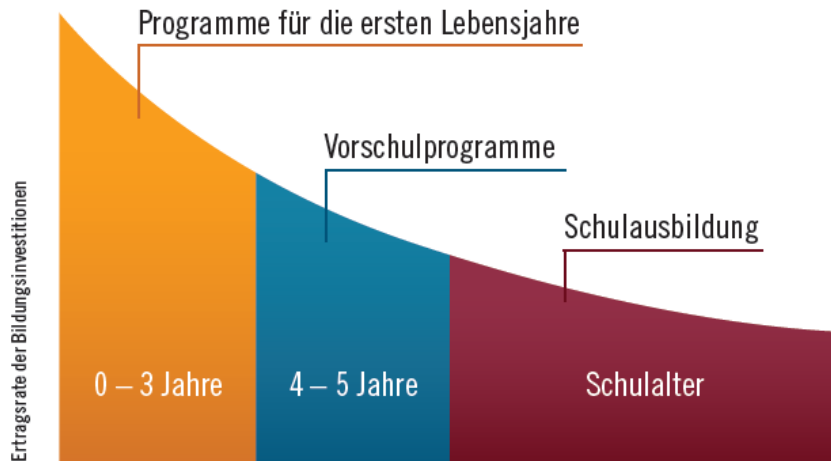 Programme für die ersten Lebensjahre
Vorschulprogramme
Schulausbildung
Ertragsrate der Bildungsinvestitionen
0 – 3 Jahre
4 – 5 Jahre
Schulalter